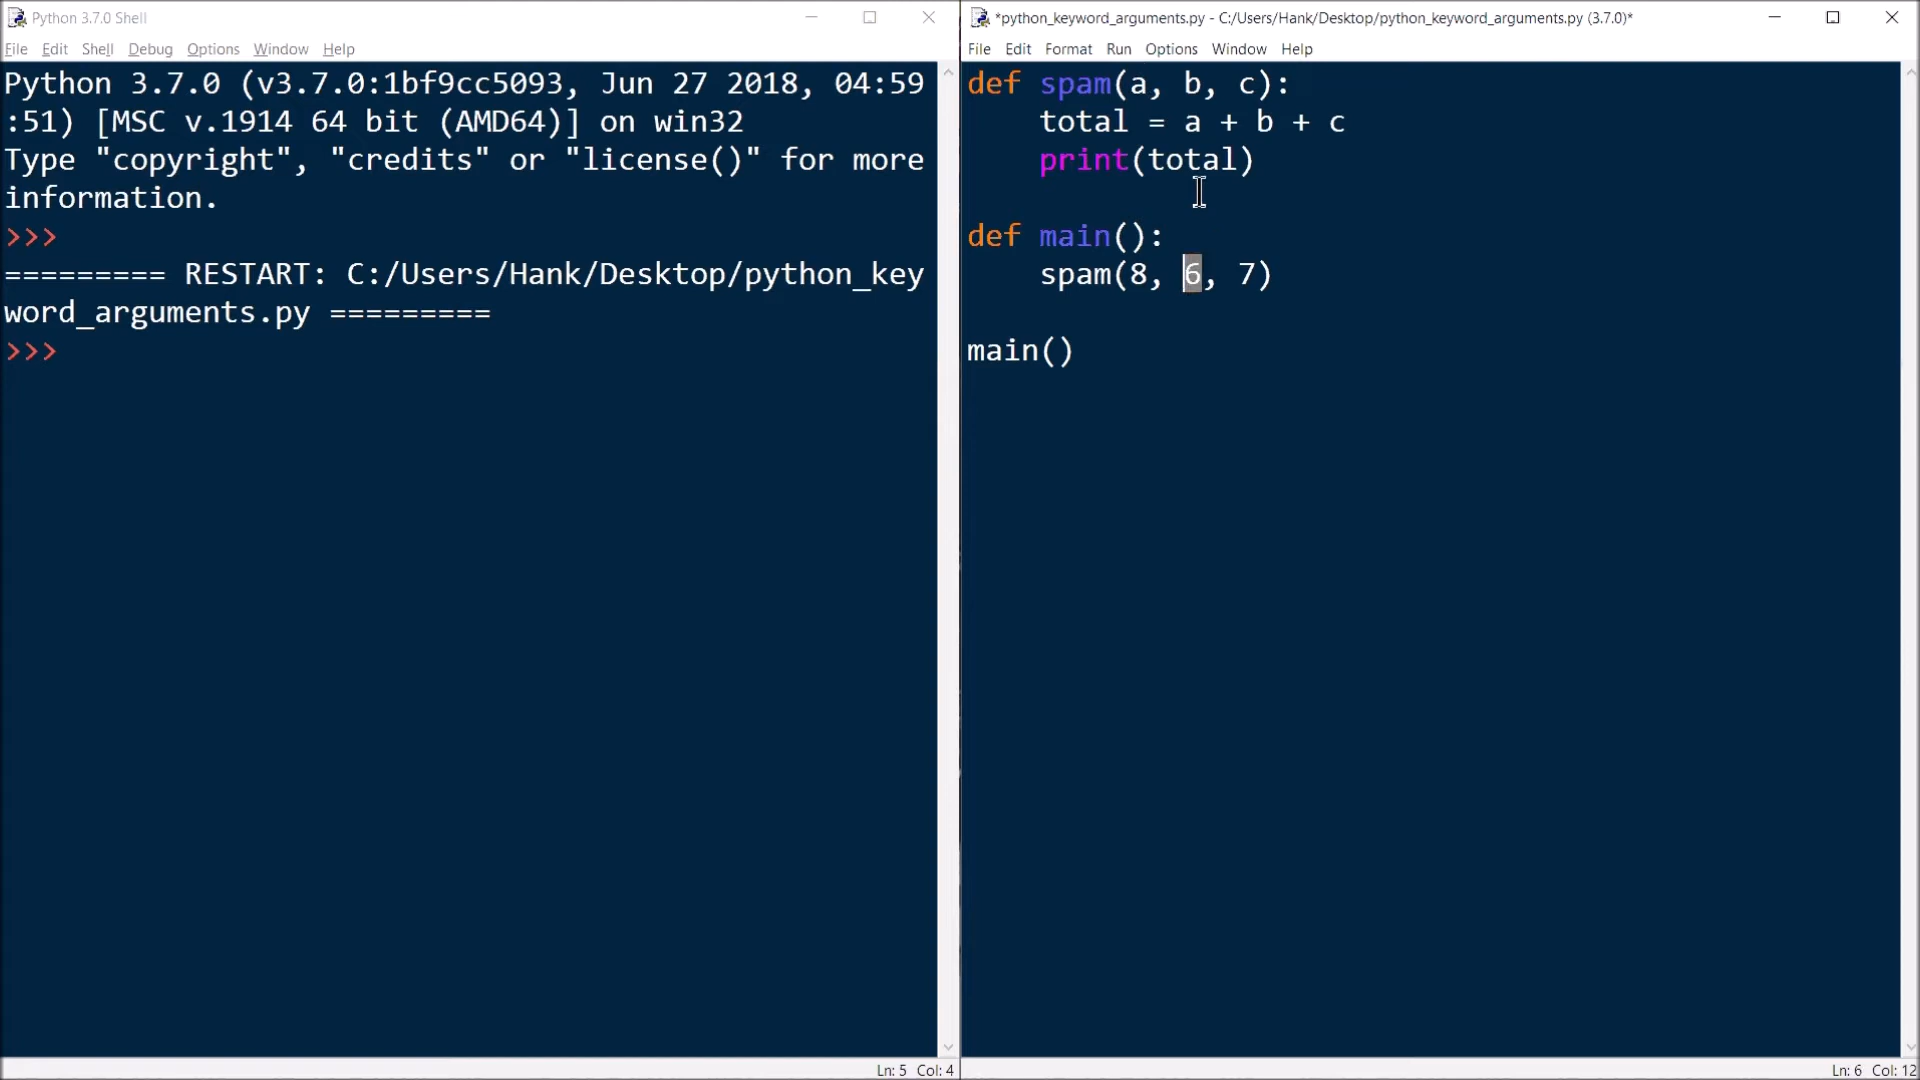 Python 3.7.0 Shell
File Edit Shell Debug Options Window Help
Python 3.7.0 (v3.7.0:1bf9cc5093, Jun 27 2018, 04:59
:51) [MSC v.1914 64 bit (AMD64)] on win32
Type "copyright", "credits" or "license()" for more
information.
>>>
========= RESTART: C:/Users/Hank/Desktop/python_key
word_arguments.py =========
>>>
Ln: 5 Col: 4
*python_keyword_arguments.py - C:/Users/Hank/Desktop/python_keyword_arguments.py (3.7.0)*
File Edit Format Run Options Window Help
def spam(a, b, c):
    total = a + b + c
    print(total)
def main():
    spam(8, 6, 7)
main()
Ln: 6 Col: 12